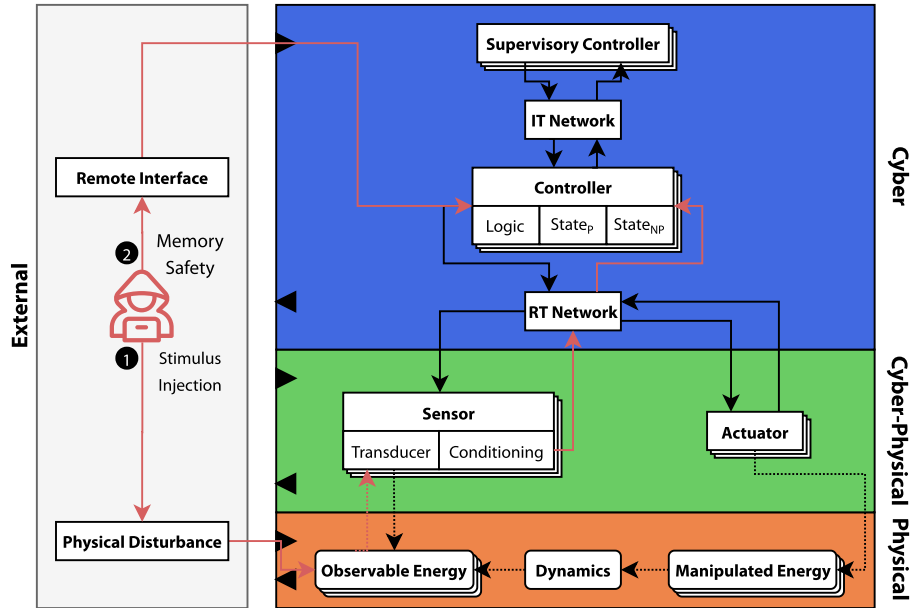 External
Remote Interface
2
Memory
Safety
1
Stimulus
Injection
Physical Disturbance
Supervisory Controller
IT Network
Controller
Logic
StateP
StateNP
RT Network
Cyber
Sensor
Transducer
Conditioning
Actuator
Cyber-Physical
Observable Energy
Dynamics
Manipulated Energy
Physical